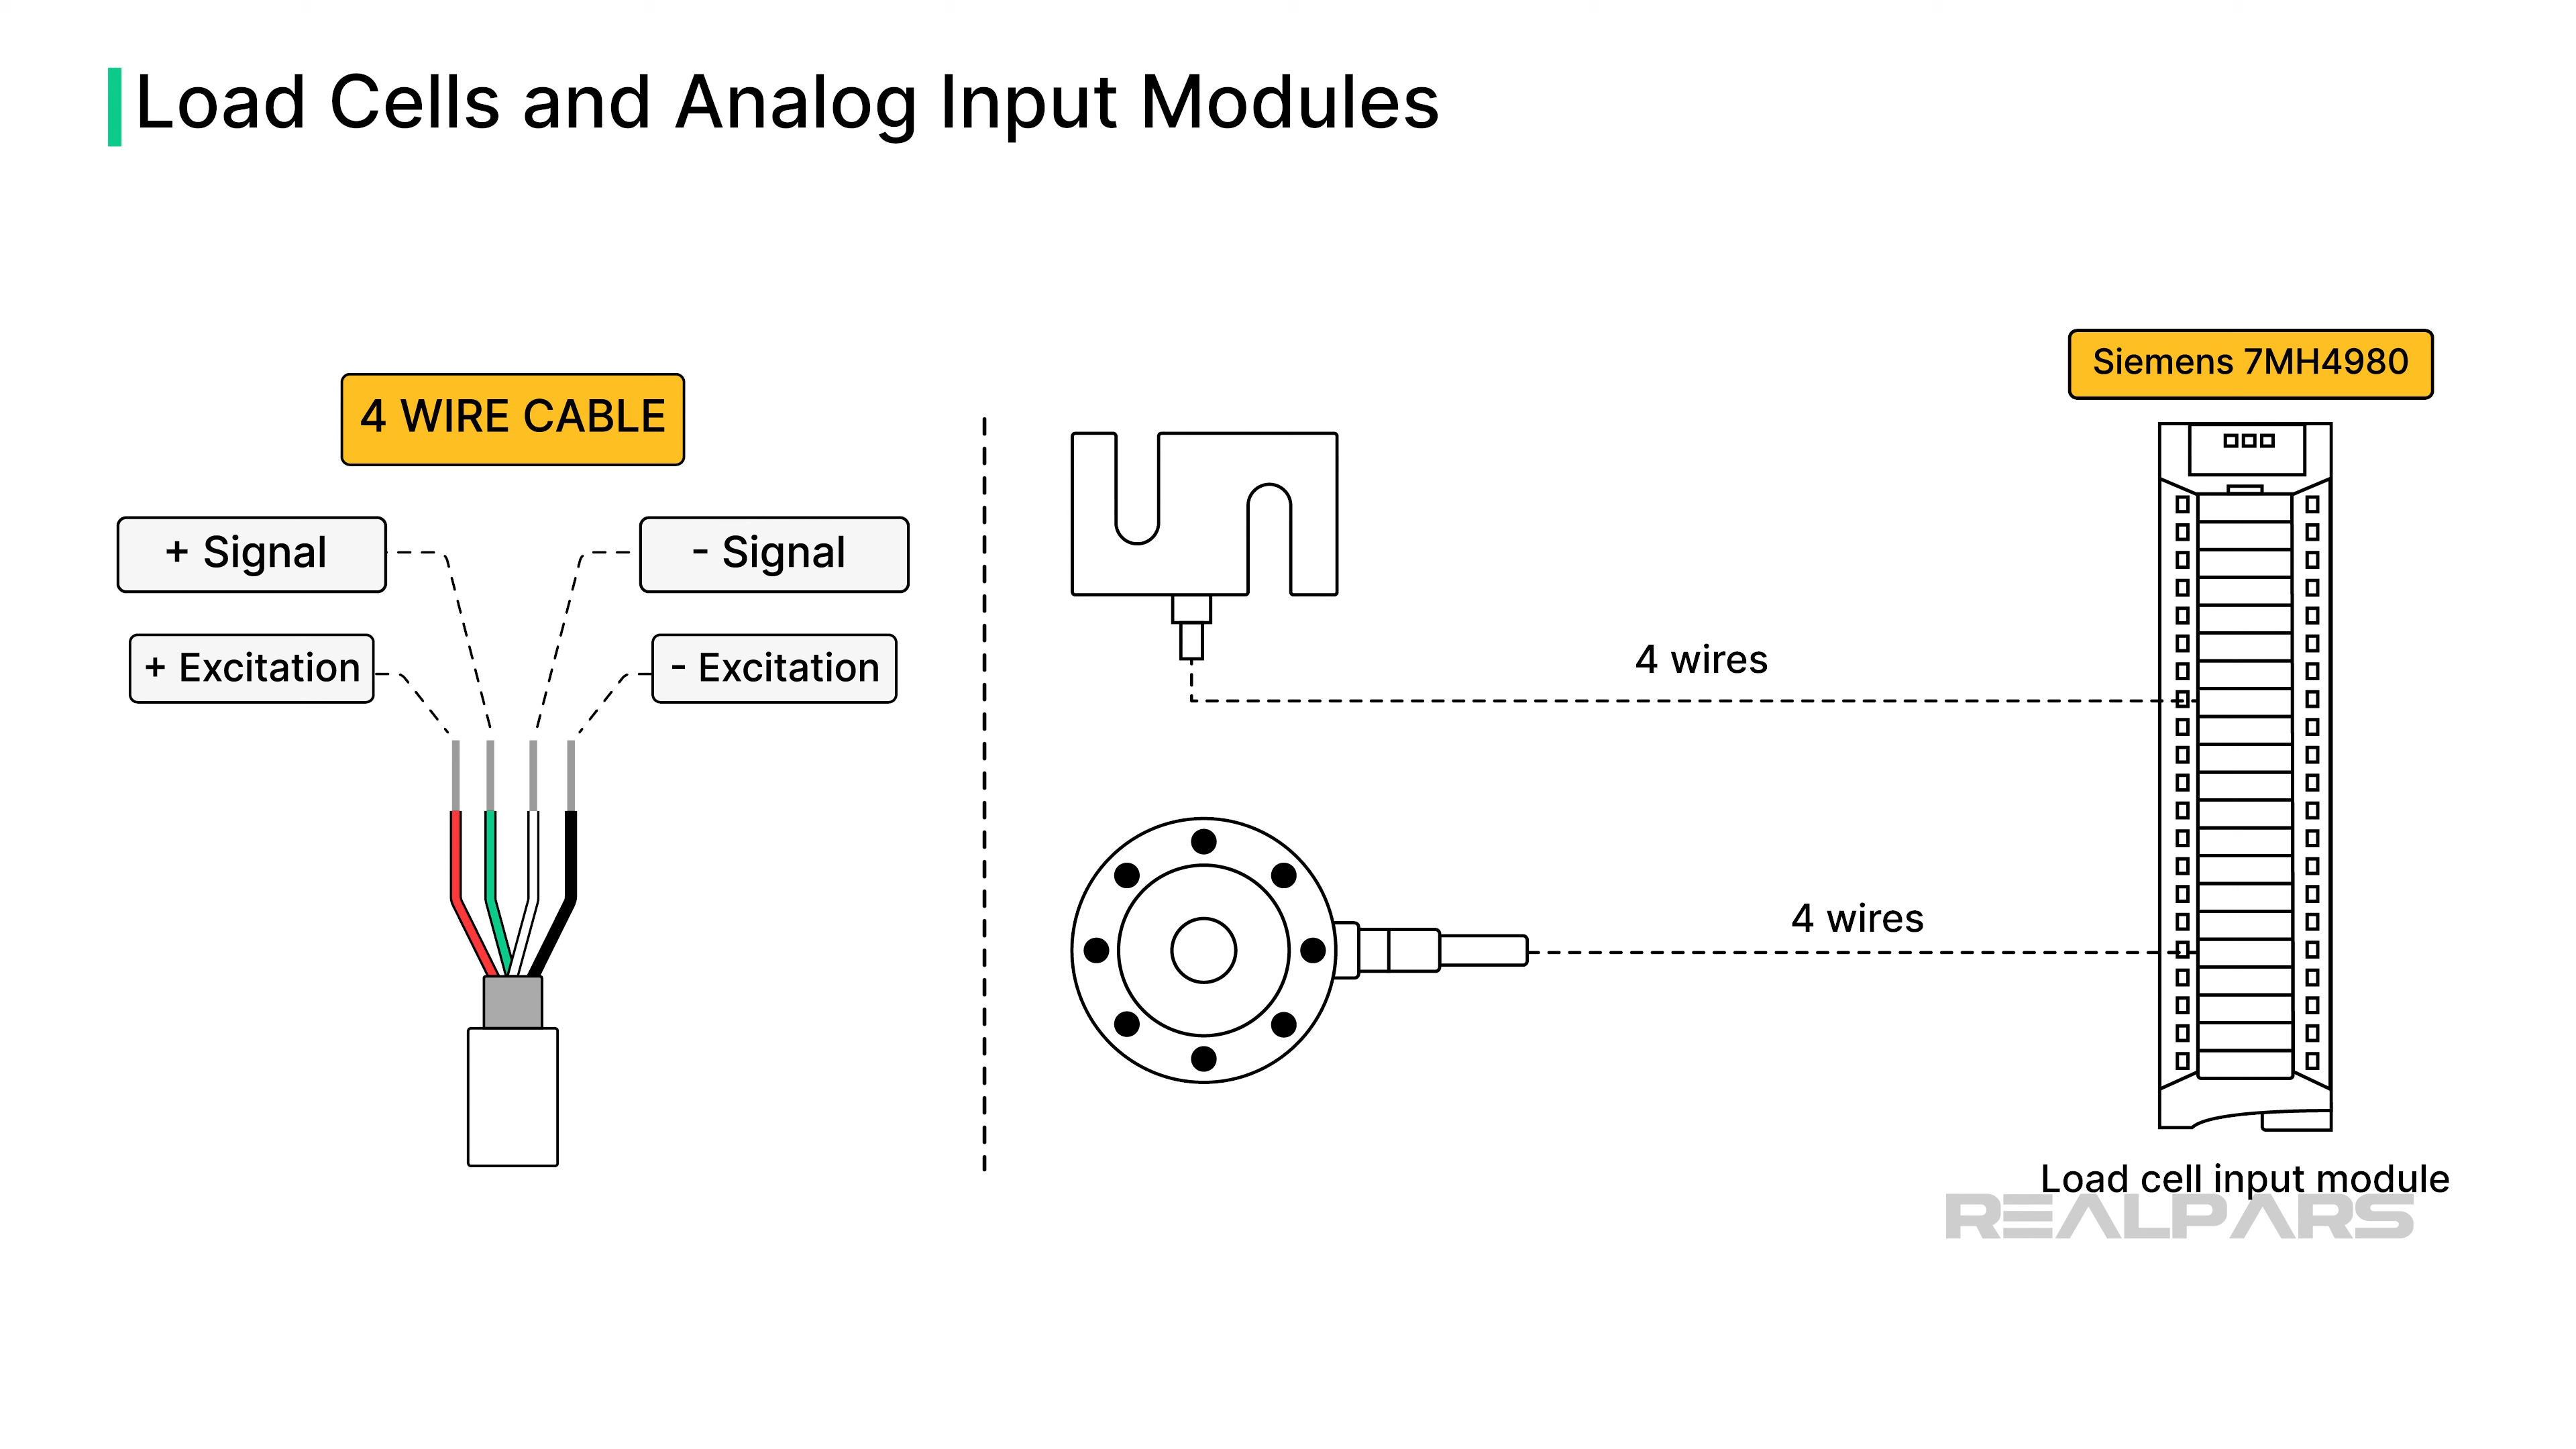 Load Cells and Analog Input Modules
Siemens 7MH4980
4 WIRE CABLE
+ Signal
- Signal
+ Excitation
- Excitation
4 wires
4 wires
Load cell input module
REALPARS